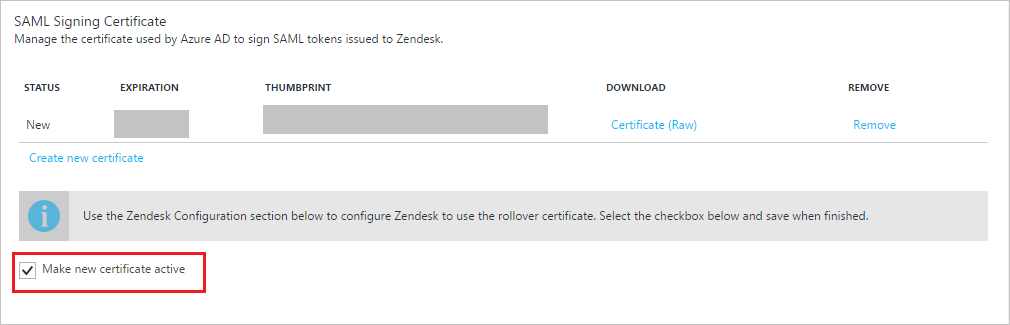 SAML Signing Certificate
Manage the certificate used by Azure AD to sign SAML tokens issued to Zendesk.
STATUS EXPIRATION THUMBPRINT DOWNLOAD REMOVE
New Certificate (Raw) Remove
Create new certificate
Use the Zendesk Configuration section below to configure Zendesk to use the rollover certificate. Select the checkbox below and save when finished.
Make new certificate active